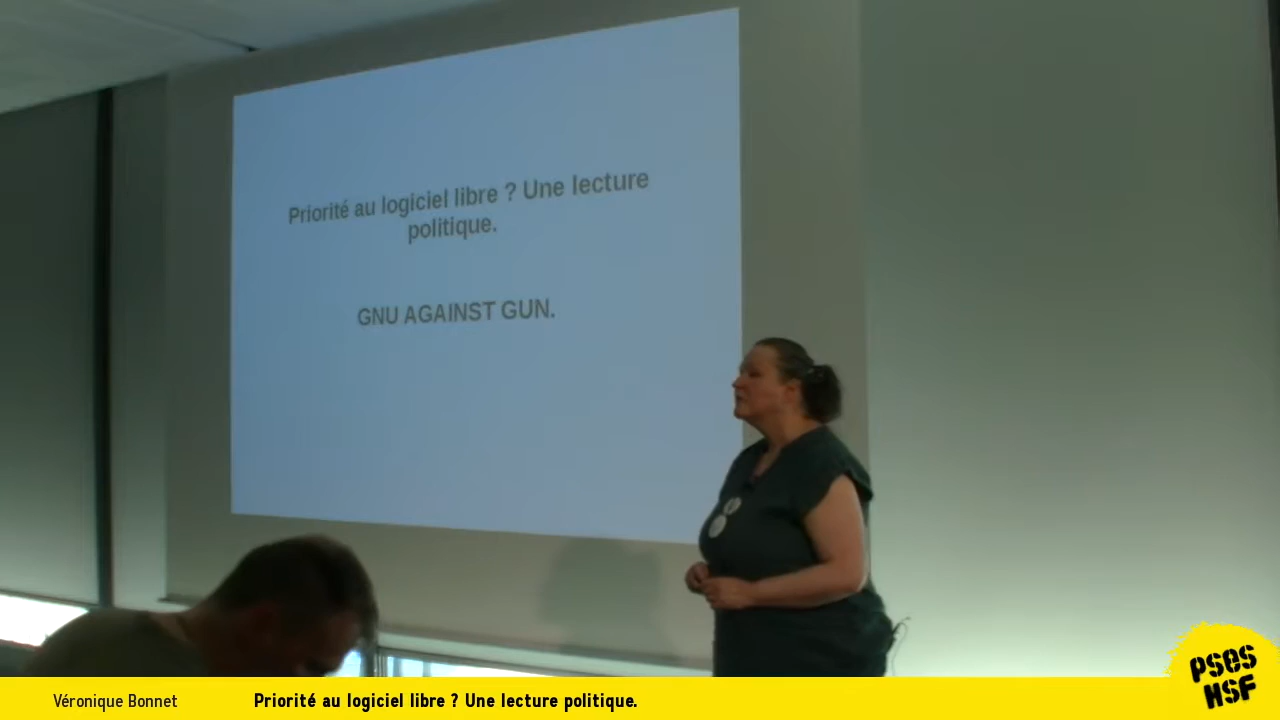 Priorité au logiciel libre ? Une lecture
politique.
GNU AGAINST GUN.
Véronique Bonnet
Priorité au logiciel libre ? Une lecture politique.
PSES
HSF